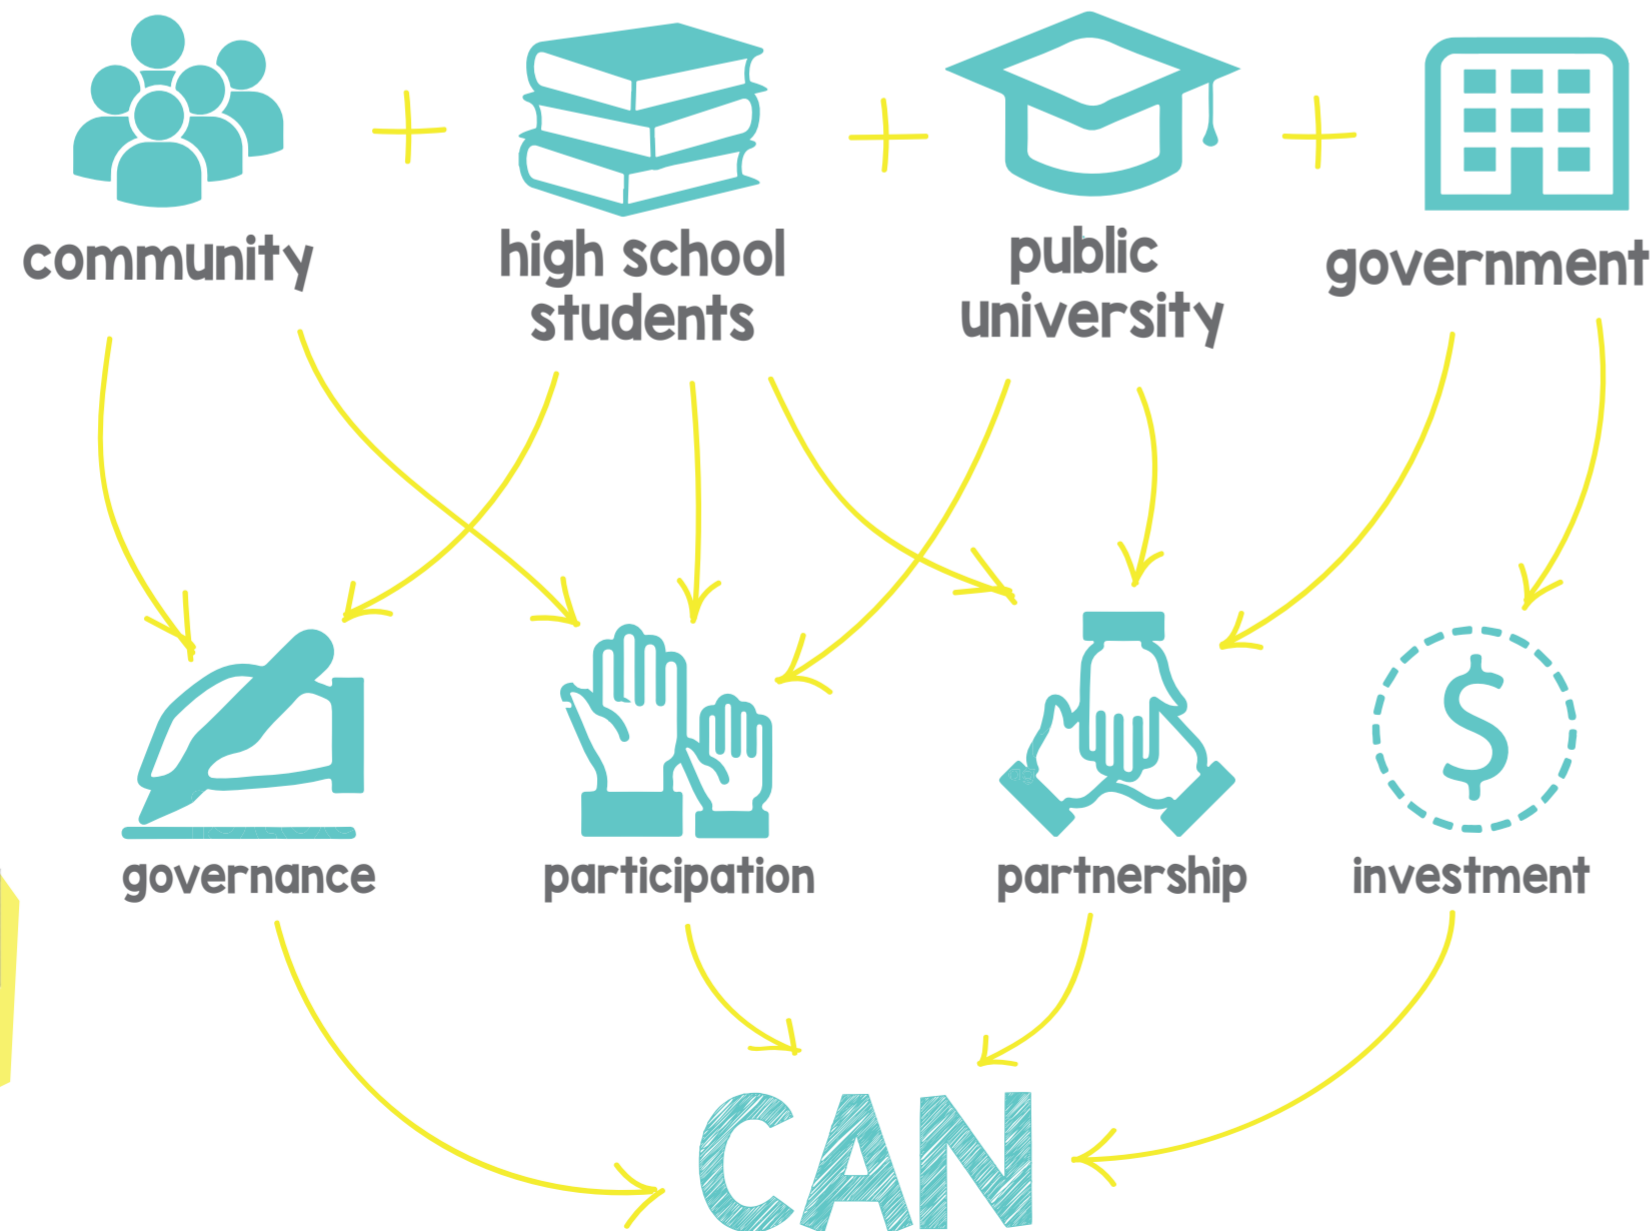 community
high school
students
public
university
government
governance
participation
partnership
investment
CAN